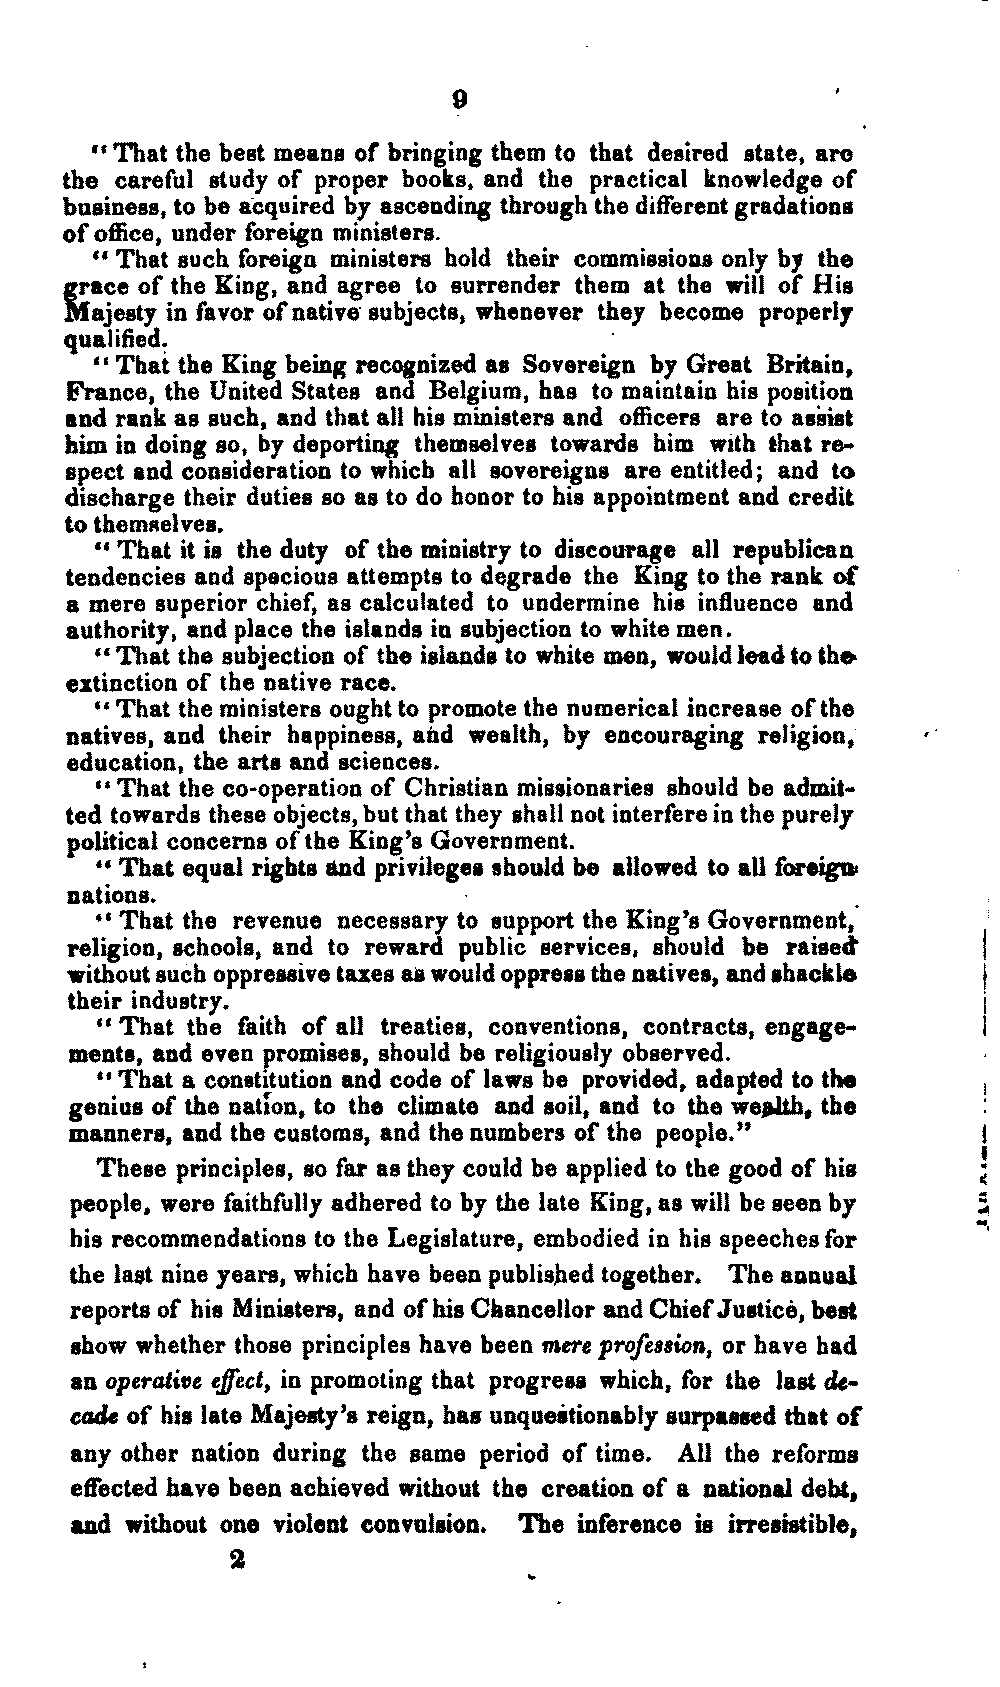 9
"That the best means of bringing them to that desired state, are
the careful study of proper books, and the practical knowledge of
business, to be acquired by ascending through the different gradations
of office, under foreign ministers.
"That such foreign ministers hold their commissions only by the
grace of the King, and agree to surrender them at the will of His
Majesty in favor of native subjects, whenever they become properly
qualified.
"That the King being recognized as Sovereign by Great Britain,
France, the United States and Belgium, has to maintain his position
and rank as such, and that all his ministers and officers are to assist
him in doing so, by deporting themselves towards him with that re-
spect and consideration to which all sovereigns are entitled; and to
discharge their duties so as to do honor to his appointment and credit
to themselves.
"That it is the duty of the ministry to discourage all republican
tendencies and specious attempts to degrade the King to the rank of
a mere superior chief, as calculated to undermine his influence and
authority, and place the islands in subjection to white men.
"That the subjection of the islands to white men, would lead to the
extinction of the native race.
"That the ministers ought to promote the numerical increase of the
natives, and their happiness, and wealth, by encouraging religion,
education, the arts and sciences.
"That the co-operation of Christian missionaries should be admit-
ted towards these objects, but that they shall not interfere in the purely
political concerns of the King's Government.
"That equal rights and privileges should be allowed to all foreign
nations.
"That the revenue necessary to support the King's Government,
religion, schools, and to reward public services, should be raised
without such oppressive taxes as would oppress the natives, and shackle
their industry.
"That the faith of all treaties, conventions, contracts, engage-
ments, and even promises, should be religiously observed.
"That a constitution and code of laws be provided, adapted to the
genius of the nation, to the climate and soil, and to the wealth, the
manners, and the customs, and the numbers of the people."
These principles, so far as they could be applied to the good of his
people, were faithfully adhered to by the late King, as will be seen by
his recommendations to the Legislature, embodied in his speeches for
the last nine years, which have been published together. The annual
reports of his Ministers, and of his Chancellor and Chief Justice, best
show whether those principles have been mere profession, or have had
an operative effect, in promoting that progress which, for the last de-
cade of his late Majesty's reign, has unquestionably surpassed that of
any other nation during the same period of time. All the reforms
effected have been achieved without the creation of a national debt,
and without one violent convulsion. The inference is irresistible,
2